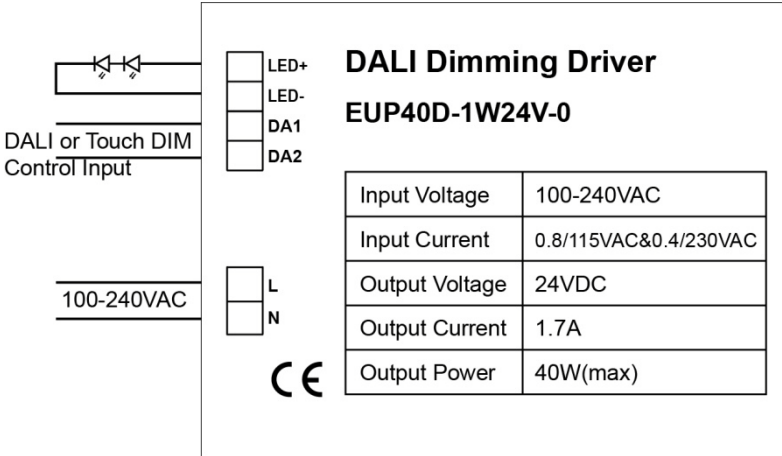 DALI Dimming Driver
EUP40D-1W24V-0
LED+
LED-
DA1
DA2
DALI or Touch DIM
Control Input
L
N
100-240VAC
CE
Input Voltage 100-240VAC
Input Current 0.8/115VAC&0.4/230VAC
Output Voltage 24VDC
Output Current 1.7A
Output Power 40W(max)